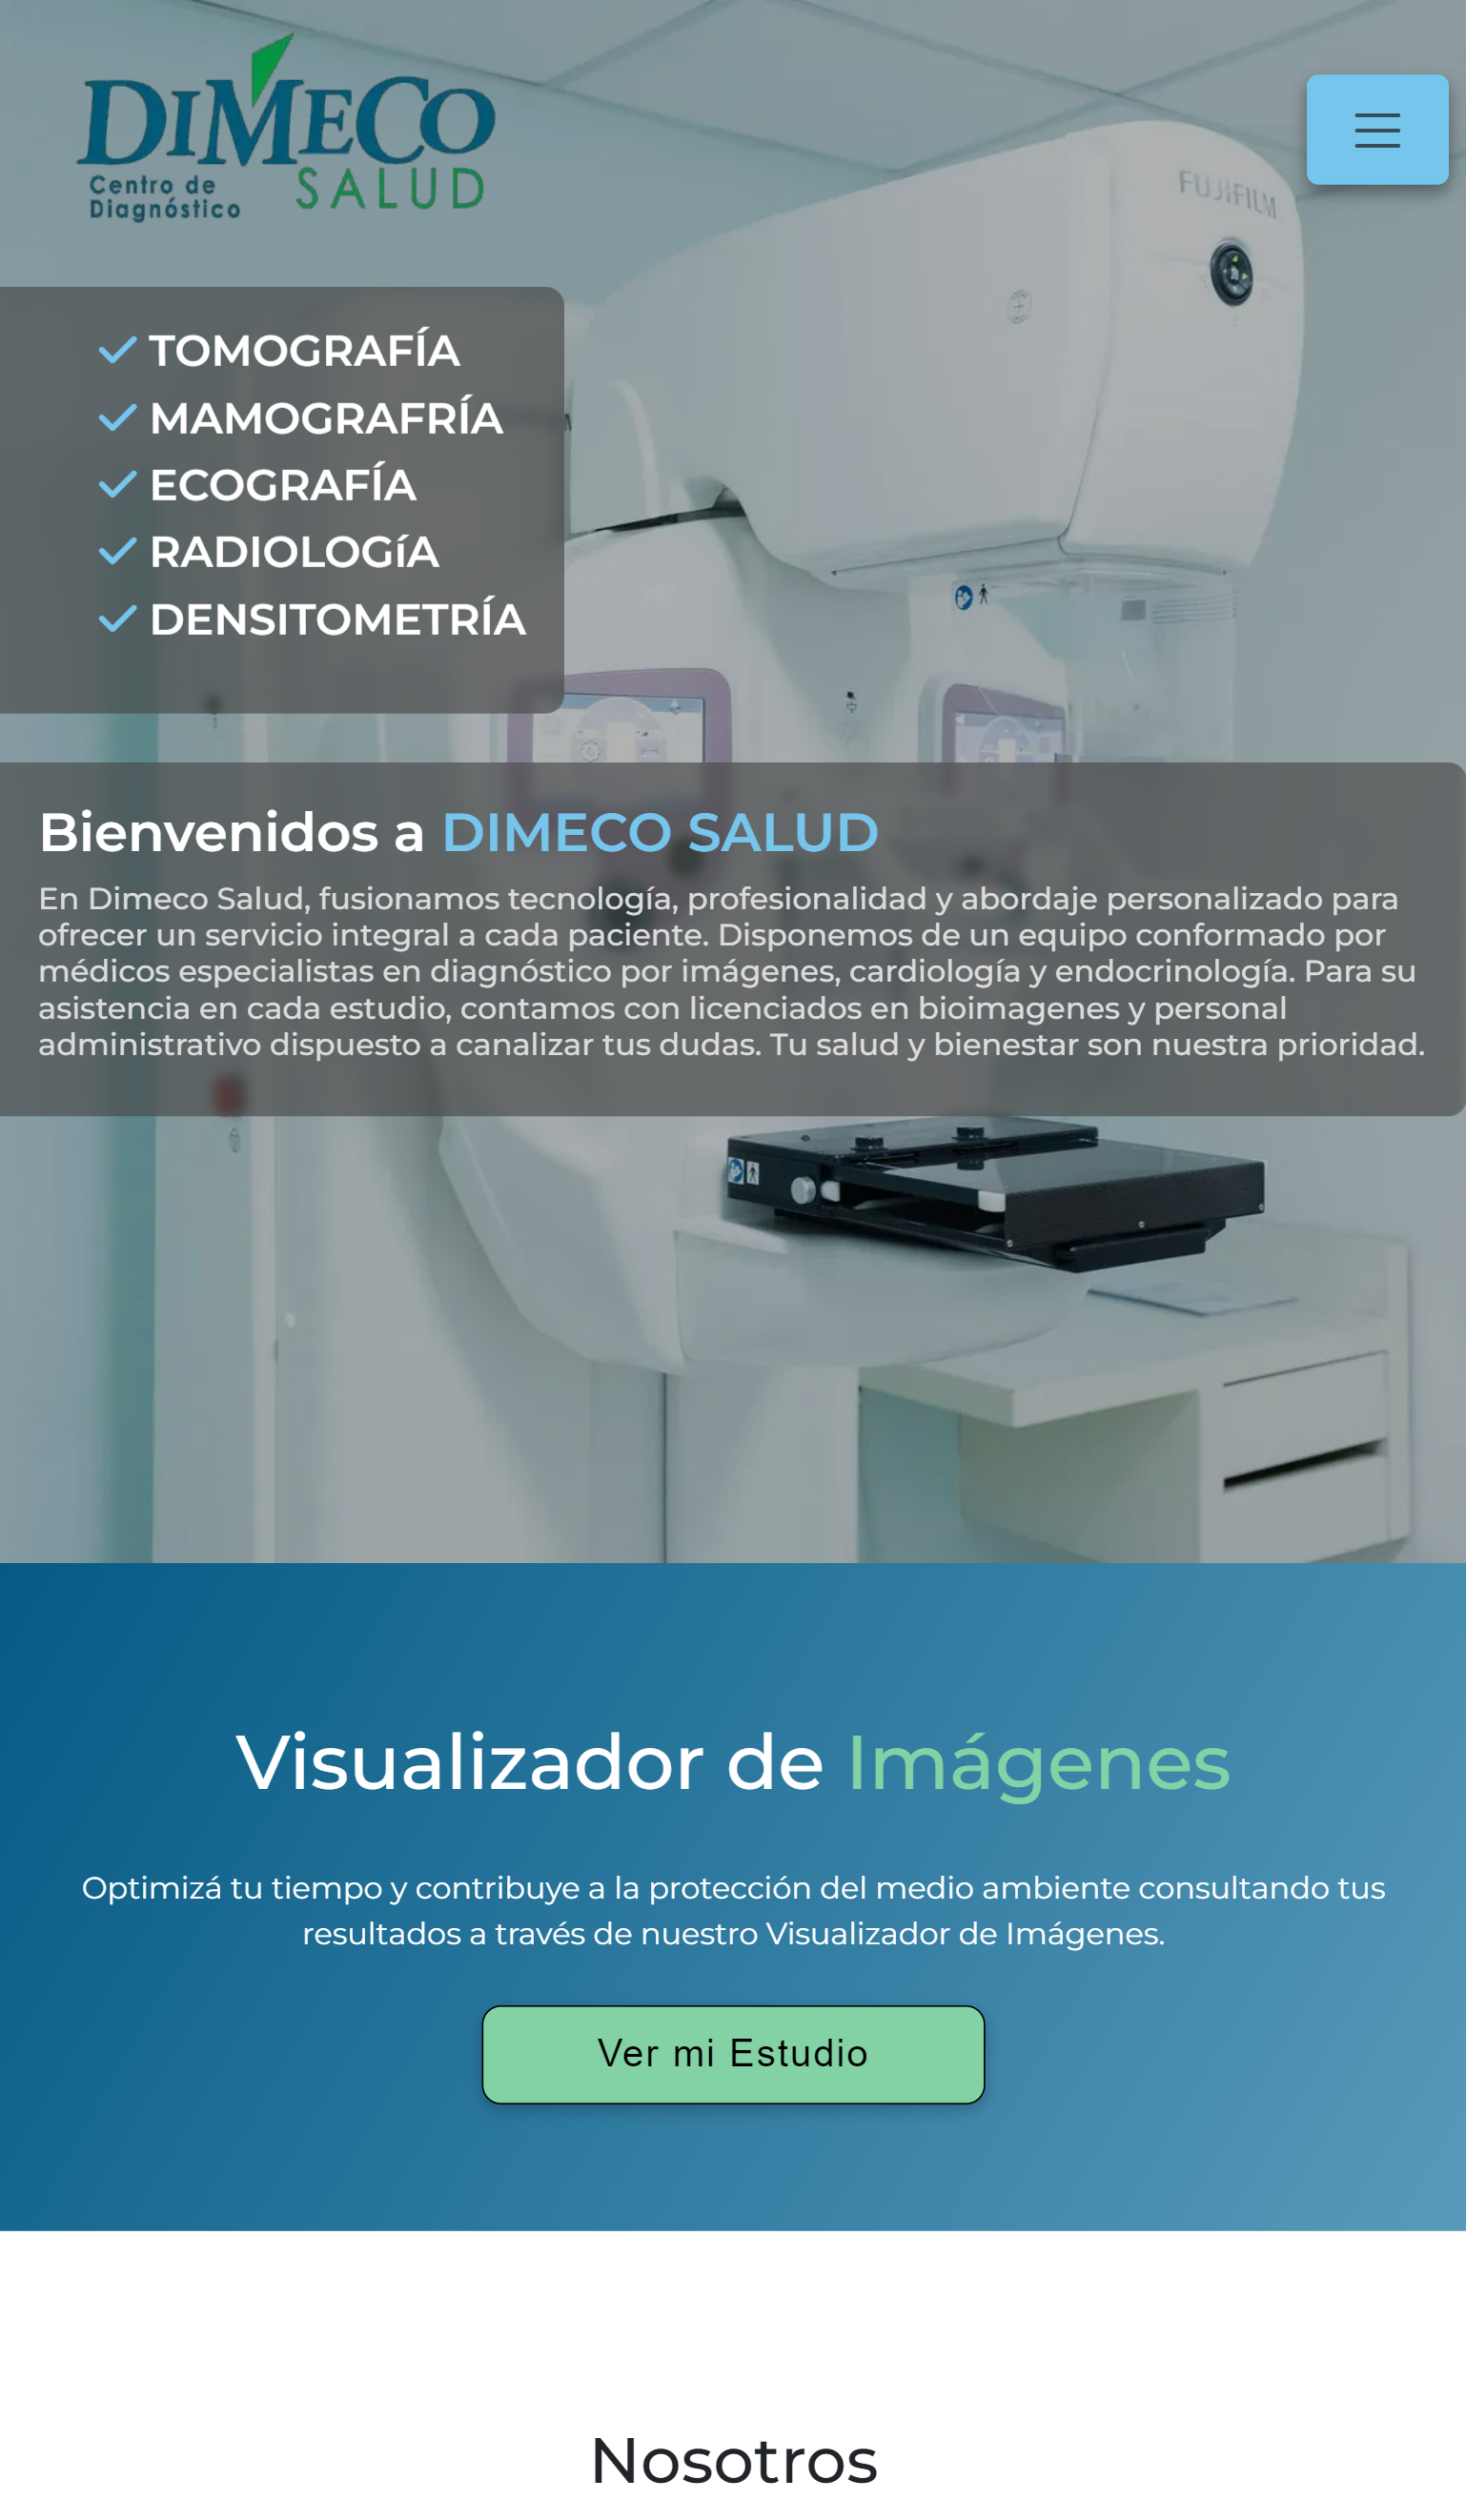 DIMECO
SALUD
Centro de
Diagnóstico
FUJIFILM
TOMOGRAFÍA
MAMOGRAFRÍA
ECOGRAFÍA
RADIOLOGíA
DENSITOMETRÍA
Bienvenidos a DIMECO SALUD
En Dimeco Salud, fusionamos tecnología, profesionalidad y abordaje personalizado para
ofrecer un servicio integral a cada paciente. Disponemos de un equipo conformado por
médicos especialistas en diagnóstico por imágenes, cardiología y endocrinología. Para su
asistencia en cada estudio, contamos con licenciados en bioimagenes y personal
administrativo dispuesto a canalizar tus dudas. Tu salud y bienestar son nuestra prioridad.
Visualizador de Imágenes
Optimizá tu tiempo y contribuye a la protección del medio ambiente consultando tus
resultados a través de nuestro Visualizador de Imágenes.
Ver mi Estudio
Nosotros